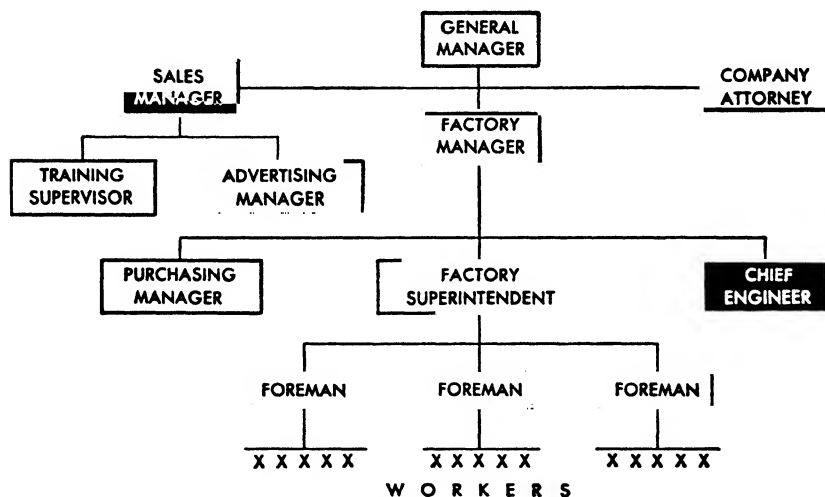 GENERAL
MANAGER
SALES
MANAGER
COMPANY
ATTORNEY
FACTORY
MANAGER
TRAINING
SUPERVISOR
ADVERTISING
MANAGER
PURCHASING
MANAGER
FACTORY
SUPERINTENDENT
CHIEF
ENGINEER
FOREMAN
FOREMAN
FOREMAN
X X X X X
X X X X X
X X X X X
WORKERS